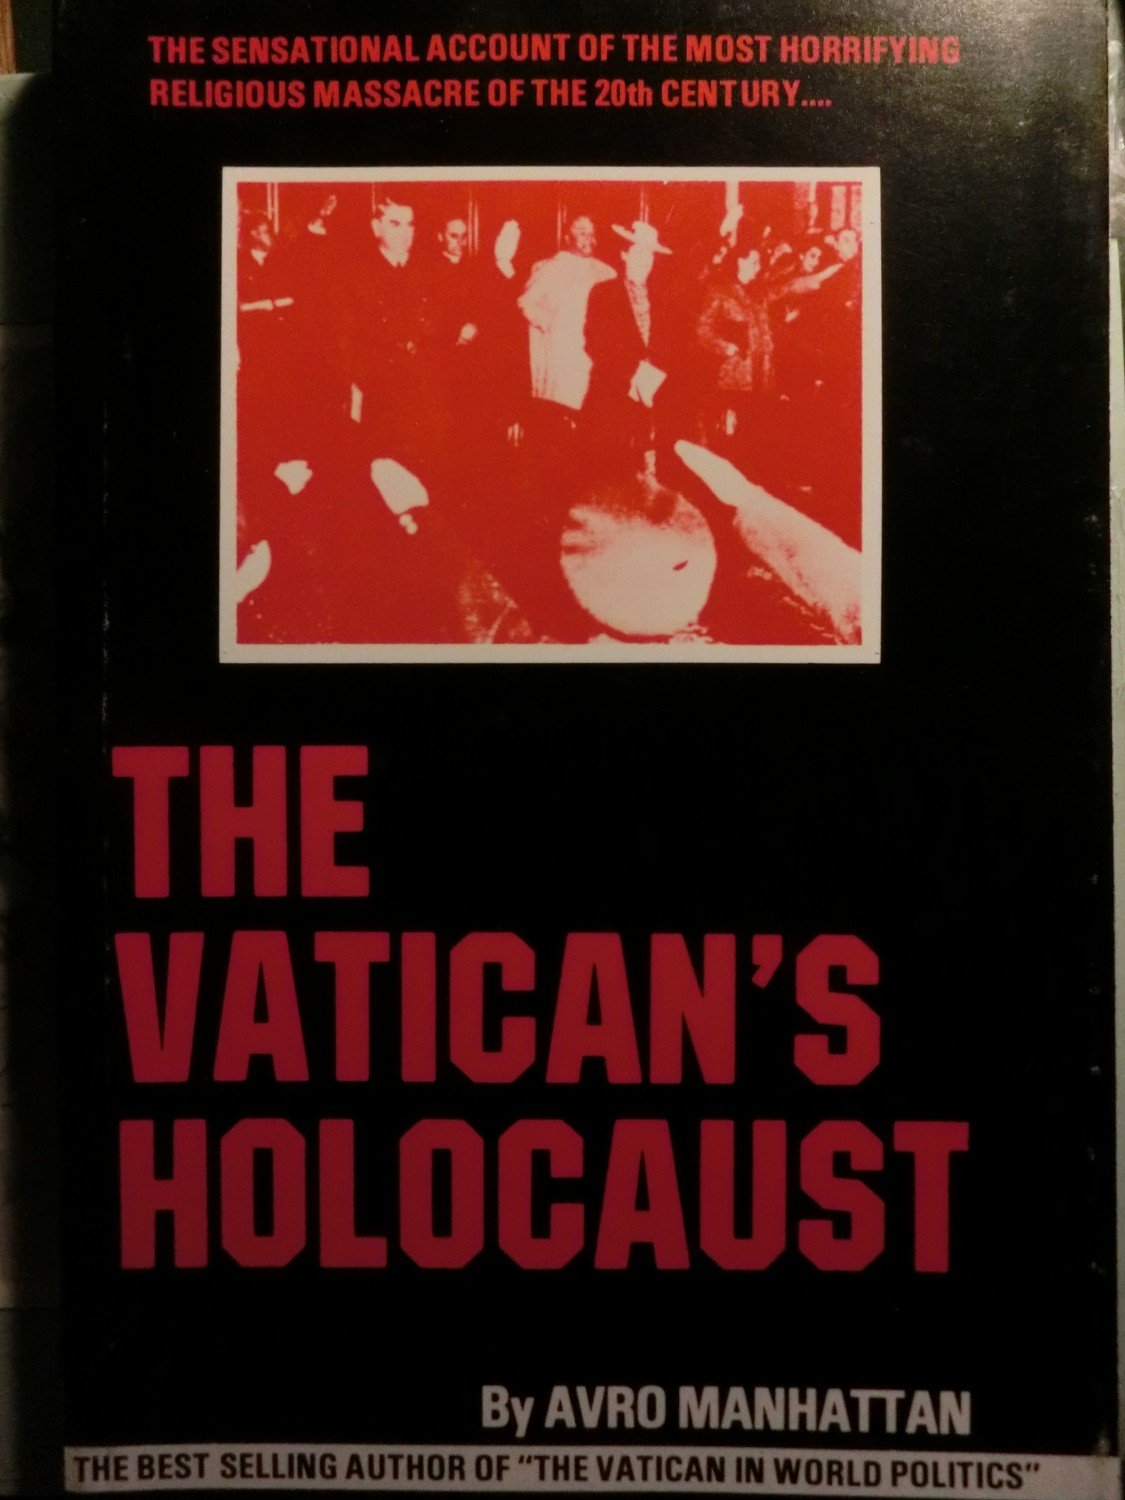 THE SENSATIONAL ACCOUNT OF THE MOST HORRIFYING
RELIGIOUS MASSACRE OF THE 20th CENTURY....
THE
VATICAN'S
HOLOCAUST
By AVRO MANHATTAN
THE BEST SELLING AUTHOR OF "THE VATICAN IN WORLD POLITICS"